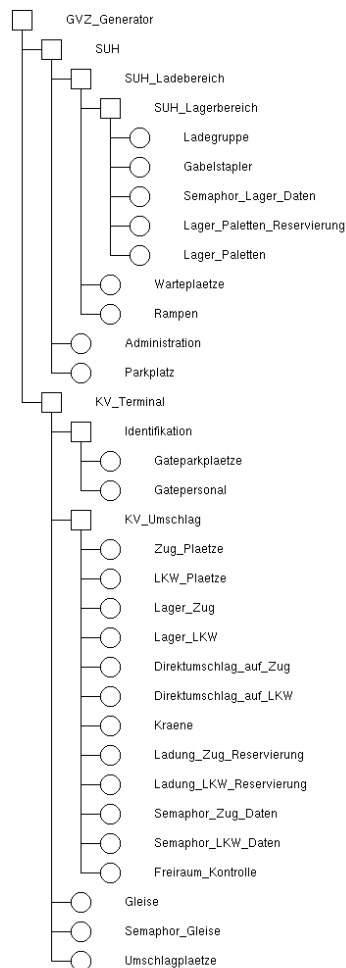 GVZ_Generator
SUH
SUH_Ladebereich
SUH_Lagerbereich
Ladegruppe
Gabelstapler
Semaphor_Lager_Daten
Lager_Paletten_Reservierung
Lager_Paletten
Warteplaetze
Rampen
Administration
Parkplatz
KV_Terminal
Identifikation
Gateparkplaetze
Gatepersonal
KV_Umschlag
Zug_Plaetze
LKW_Plaetze
Lager_Zug
Lager_LKW
Direktumschlag_auf_Zug
Direktumschlag_auf_LKW
Kraene
Ladung_Zug_Reservierung
Ladung_LKW_Reservierung
Semaphor_Zug_Daten
Semaphor_LKW_Daten
Freiraum_Kontrolle
Gleise
Semaphor_Gleise
Umschlagplaetze